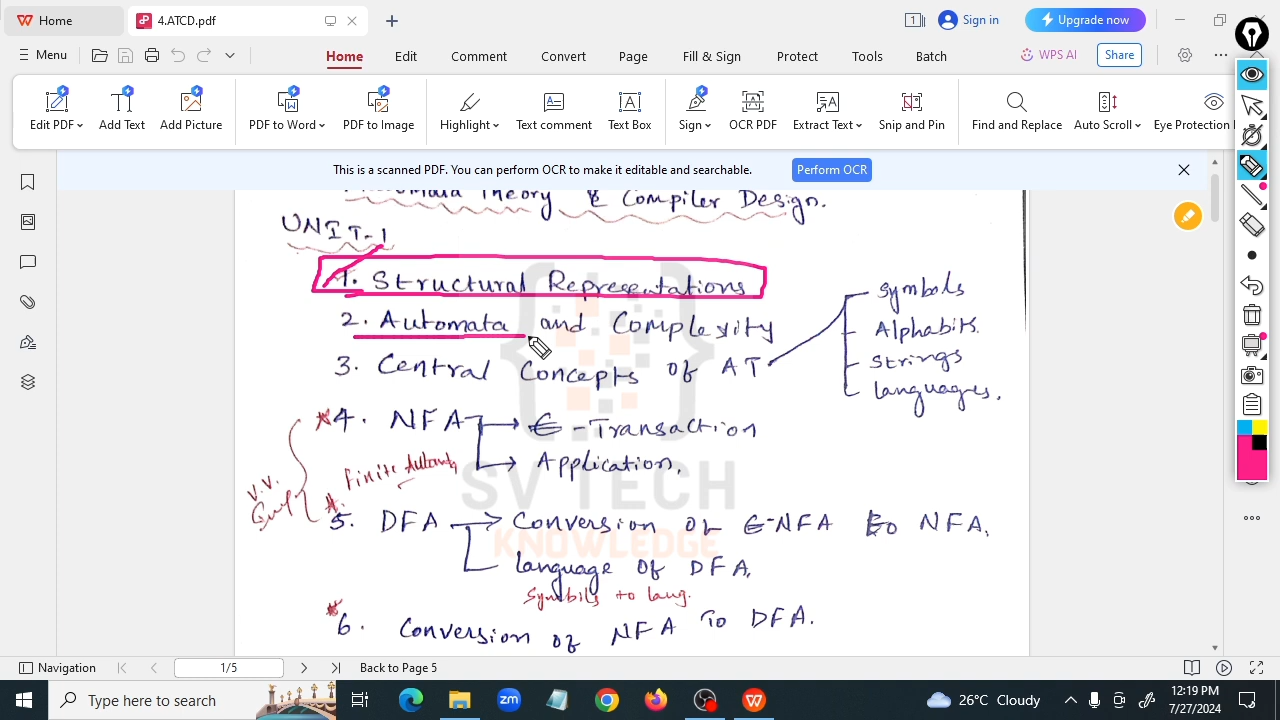 Home
4.ATCD.pdf
Sign in
Upgrade now
Menu
Home
Edit
Comment
Convert
Page
Fill & Sign
Protect
Tools
Batch
WPS AI
Share
Edit PDF
Add Text
Add Picture
PDF to Word
PDF to Image
Highlight
Text comment
Text Box
Sign
OCR PDF
Extract Text
Snip and Pin
Find and Replace
Auto Scroll
Eye Protection
This is a scanned PDF. You can perform OCR to make it editable and searchable.
Perform OCR
Theory & Compiler Design.
UNIT-1
1. Structural Representations
2. Automata and Complexity
3. Central Concepts of AT
Symbols
Alphabits.
Strings
Languages.
4. NFA
Є-Transaction
Application.
Finite
V.V.
5. DFA
Conversion of Є-NFA to NFA.
Language of DFA.
Symbils to lang.
6. Conversion of NFA To DFA.
SV TECH
KNOWLEDGE
Navigation
1/5
Back to Page 5
Type here to search
26°C Cloudy
12:19 PM
7/27/2024